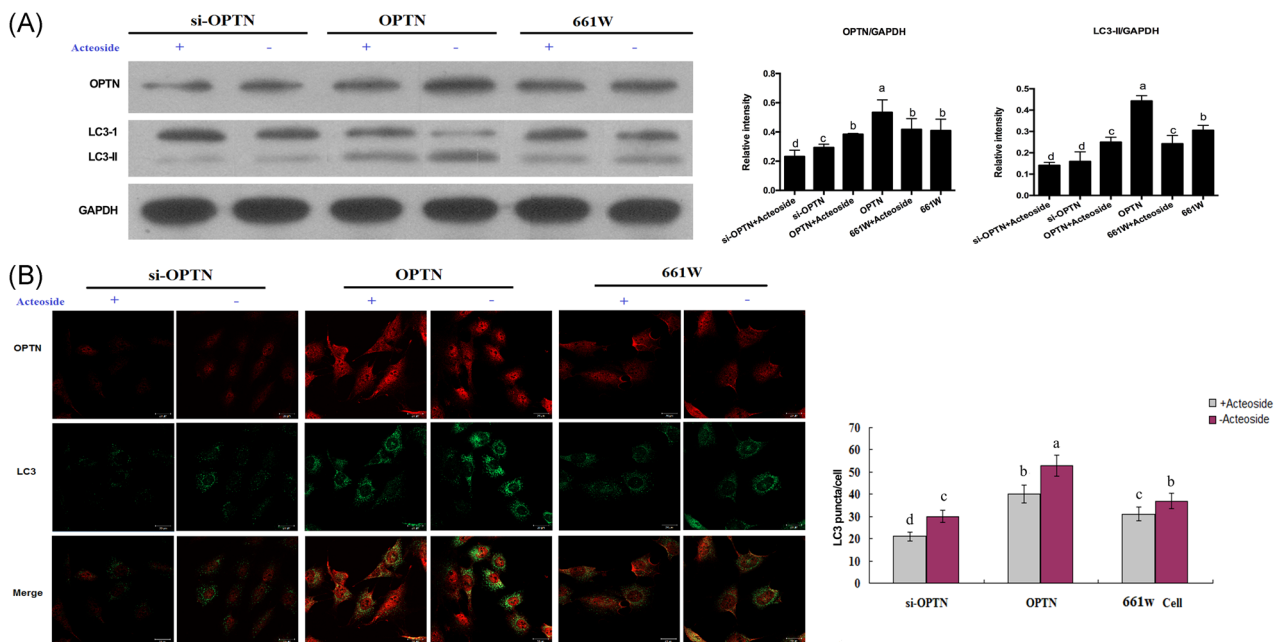 (A)
si-OPTN OPTN 661W
Acteoside + - + - + -
OPTN
LC3-1
LC3-II
GAPDH
OPTN/GAPDH
Relative intensity
0.8
0.6
0.4
0.2
0.0
d c b a b b
si-OPTN+Acteoside
si-OPTN
OPTN+Acteoside
OPTN
661W+Acteoside
661W
LC3-II/GAPDH
Relative intensity
0.5
0.4
0.3
0.2
0.1
0.0
d d c a c b
si-OPTN+Acteoside
si-OPTN
OPTN+Acteoside
OPTN
661W+Acteoside
661W
(B)
si-OPTN OPTN 661W
Acteoside + - + - + -
OPTN
LC3
Merge
+Acteoside
-Acteoside
LC3 puncta/cell
70
60
50
40
30
20
10
0
d c b a c b
si-OPTN OPTN 661w Cell